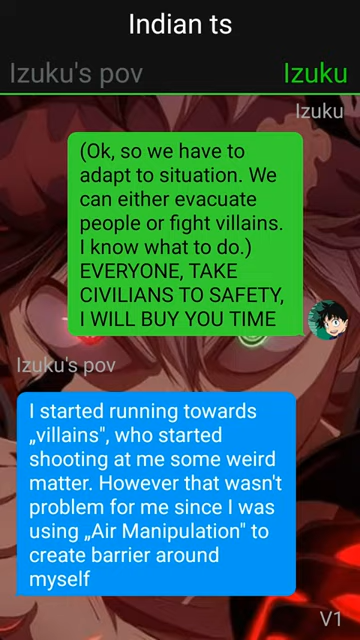 Indian ts
Izuku's pov
Izuku
Izuku
(Ok, so we have to
adapt to situation. We
can either evacuate
people or fight villains.
I know what to do.)
EVERYONE, TAKE
CIVILIANS TO SAFETY,
I WILL BUY YOU TIME
Izuku's pov
I started running towards
„villains", who started
shooting at me some weird
matter. However that wasn't
problem for me since I was
using „Air Manipulation" to
create barrier around
myself
V1